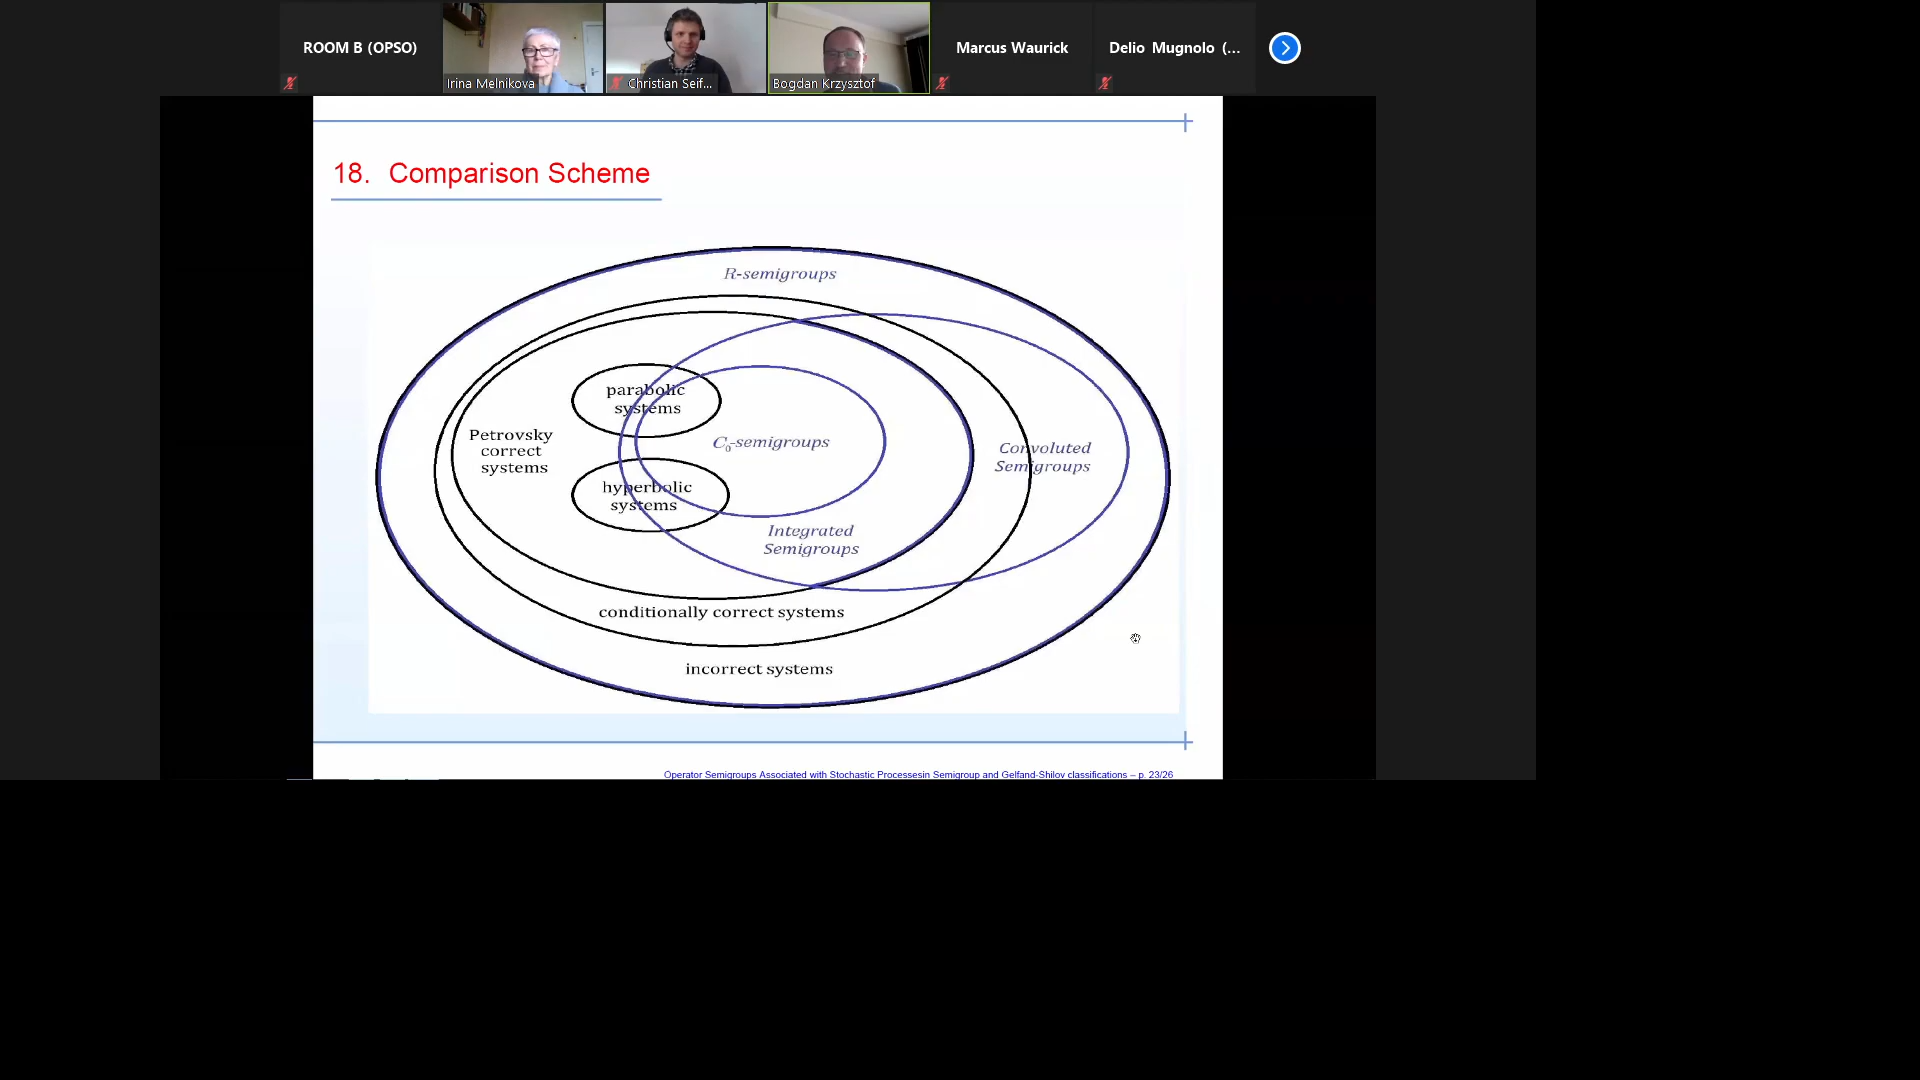 ROOM B (OPSO)
Irina Melnikova
Christian Seif...
Bogdan Krzysztof
Marcus Waurick
Delio Mugnolo (...
18. Comparison Scheme
R-semigroups
parabolic
systems
Petrovsky
correct
systems
C0-semigroups
Convoluted
Semigroups
hyperbolic
systems
Integrated
Semigroups
conditionally correct systems
incorrect systems
Operator Semigroups Associated with Stochastic Processesin Semigroup and Gelfand-Shilov classifications – p. 23/26